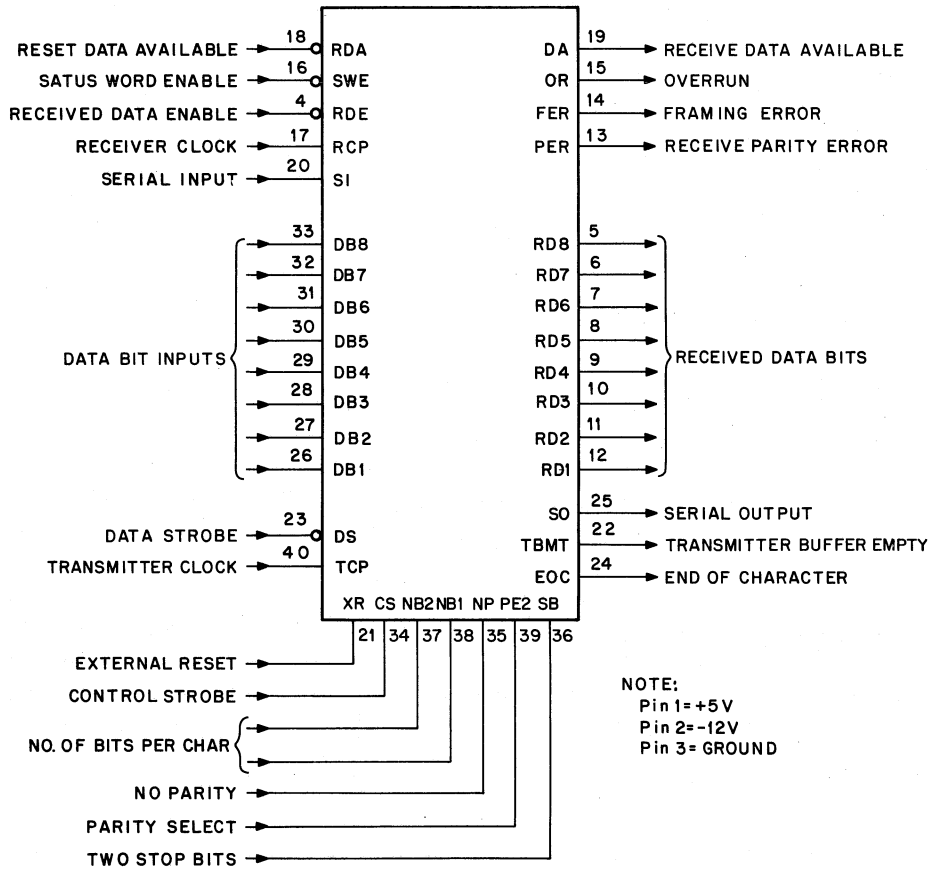 RESET DATA AVAILABLE 18 RDA DA 19 RECEIVE DATA AVAILABLE
SATUS WORD ENABLE 16 SWE OR 15 OVERRUN
RECEIVED DATA ENABLE 4 RDE FER 14 FRAMING ERROR
RECEIVER CLOCK 17 RCP PER 13 RECEIVE PARITY ERROR
SERIAL INPUT 20 SI
33 DB8 RD8 5
32 DB7 RD7 6
31 DB6 RD6 7
30 DB5 RD5 8
DATA BIT INPUTS RECEIVED DATA BITS
29 DB4 RD4 9
28 DB3 RD3 10
27 DB2 RD2 11
26 DB1 RD1 12
SO 25 SERIAL OUTPUT
DATA STROBE 23 DS TBMT 22 TRANSMITTER BUFFER EMPTY
TRANSMITTER CLOCK 40 TCP EOC 24 END OF CHARACTER
XR CS NB2 NB1 NP PE2 SB
21 34 37 38 35 39 36
EXTERNAL RESET
CONTROL STROBE
NO. OF BITS PER CHAR
NO PARITY
PARITY SELECT
TWO STOP BITS
NOTE:
Pin 1= +5V
Pin 2= -12V
Pin 3= GROUND